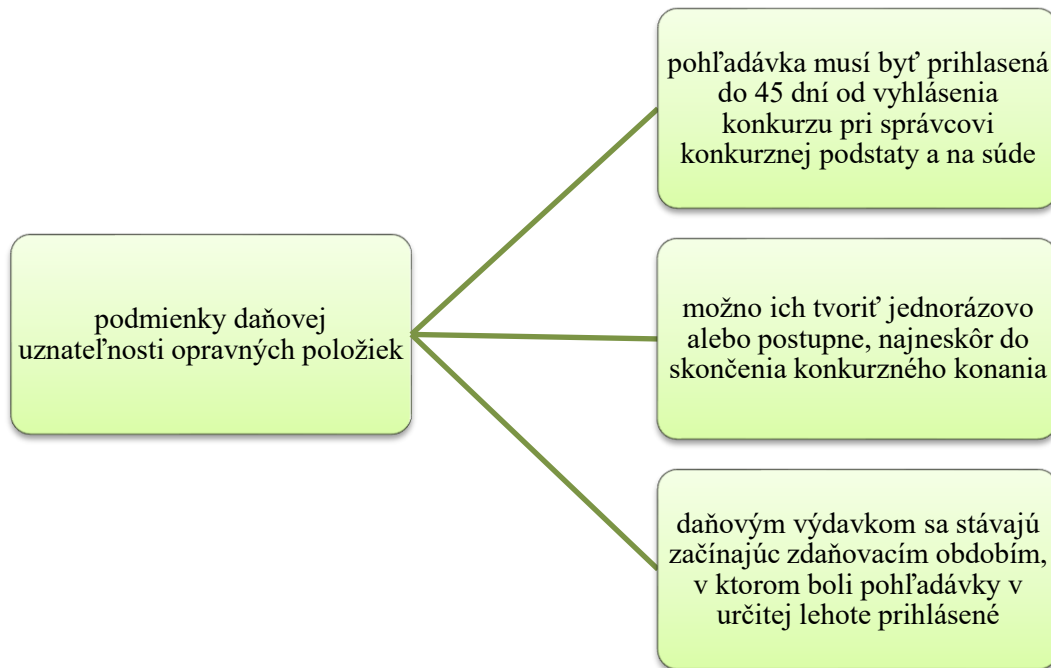 pohľadávka musí byť prihlasená
do 45 dní od vyhlásenia
konkurzu pri správcovi
konkurznej podstaty a na súde
podmienky daňovej
uznateľnosti opravných položiek
možno ich tvoriť jednorázovo
alebo postupne, najneskôr do
skončenia konkurzného konania
daňovým výdavkom sa stávajú
začínajúc zdaňovacím obdobím,
v ktorom boli pohľadávky v
určitej lehote prihlásené